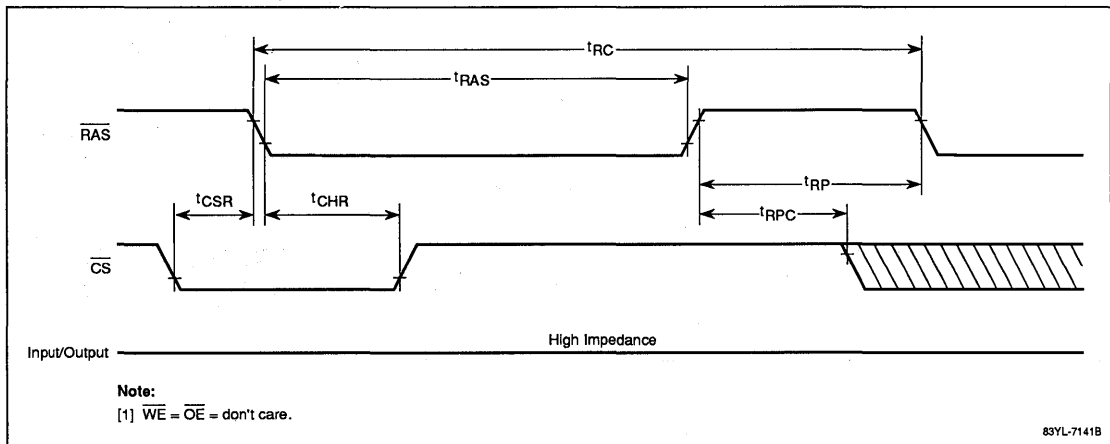 tRC
tRAS
RAS
tRP
tCSR
tCHR
tRPC
CS
High Impedance
Input/Output
Note:
[1] WE = OE = don't care.
83YL-7141B